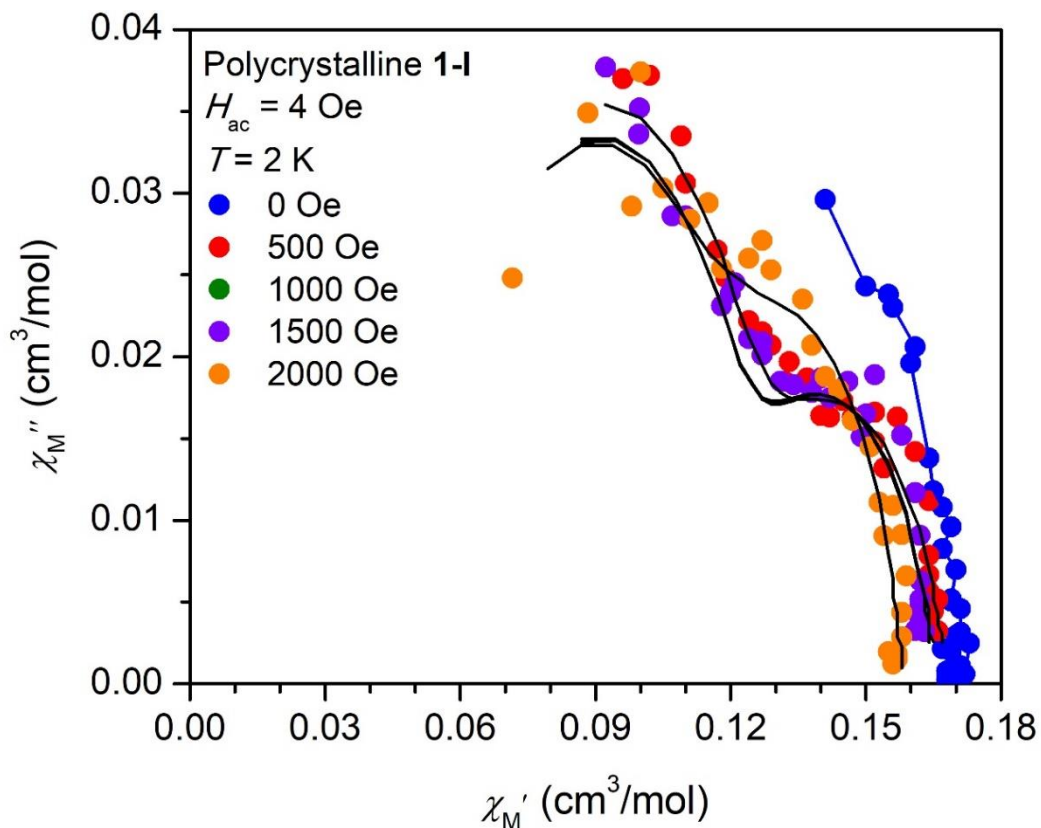 Polycrystalline 1-I
H_ac = 4 Oe
T = 2 K
0 Oe
500 Oe
1000 Oe
1500 Oe
2000 Oe
0.04
0.03
0.02
0.01
0.00
χ_M'' (cm³/mol)
0.00 0.03 0.06 0.09 0.12 0.15 0.18
χ_M' (cm³/mol)